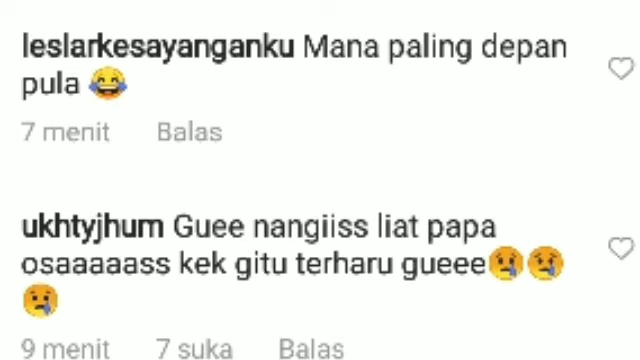 leslarkesayanganku Mana paling depan
pula 😂
7 menit Balas
ukhtyjhum Guee nangiiss liat papa
osaaaaaass kek gitu terharu gueee😢😢
😢
9 menit 7 suka Balas